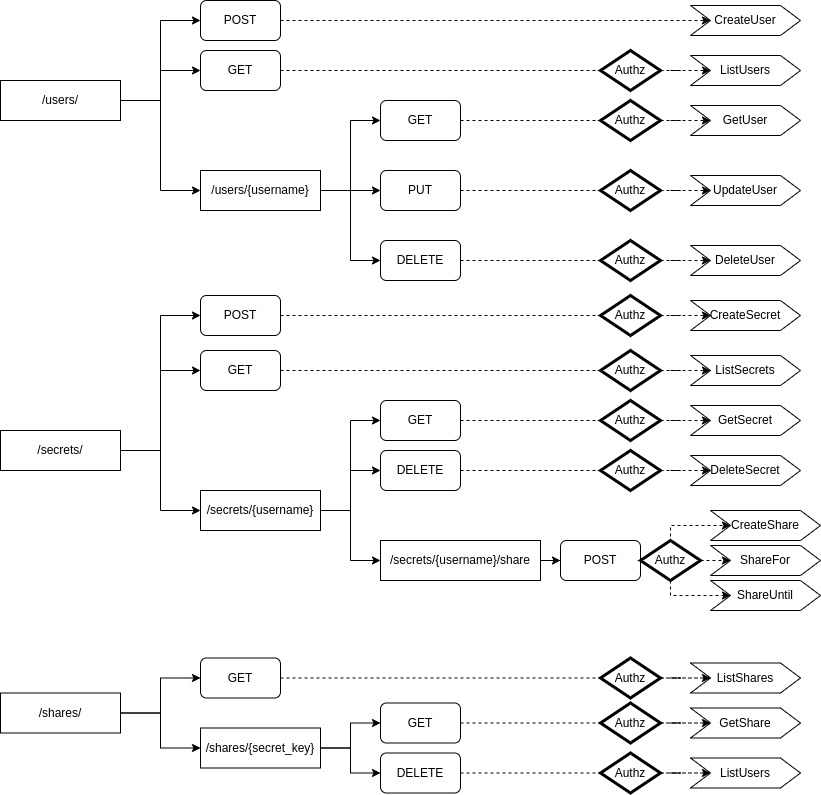 POST
CreateUser
GET
Authz
ListUsers
/users/
GET
Authz
GetUser
/users/{username}
PUT
Authz
UpdateUser
DELETE
Authz
DeleteUser
POST
Authz
CreateSecret
GET
Authz
ListSecrets
GET
Authz
GetSecret
/secrets/
DELETE
Authz
DeleteSecret
/secrets/{username}
CreateShare
/secrets/{username}/share
POST
Authz
ShareFor
ShareUntil
GET
Authz
ListShares
/shares/
GET
Authz
GetShare
/shares/{secret_key}
DELETE
Authz
ListUsers